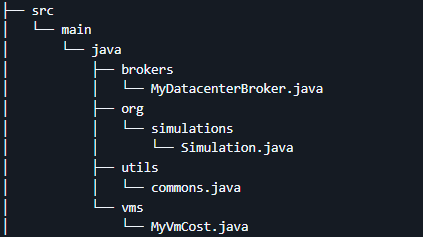 ├── src
│   └── main
│       └── java
│           ├── brokers
│           │   └── MyDatacenterBroker.java
│           ├── org
│           │   └── simulations
│           │       └── Simulation.java
│           ├── utils
│           │   └── commons.java
│           └── vms
│               └── MyVmCost.java